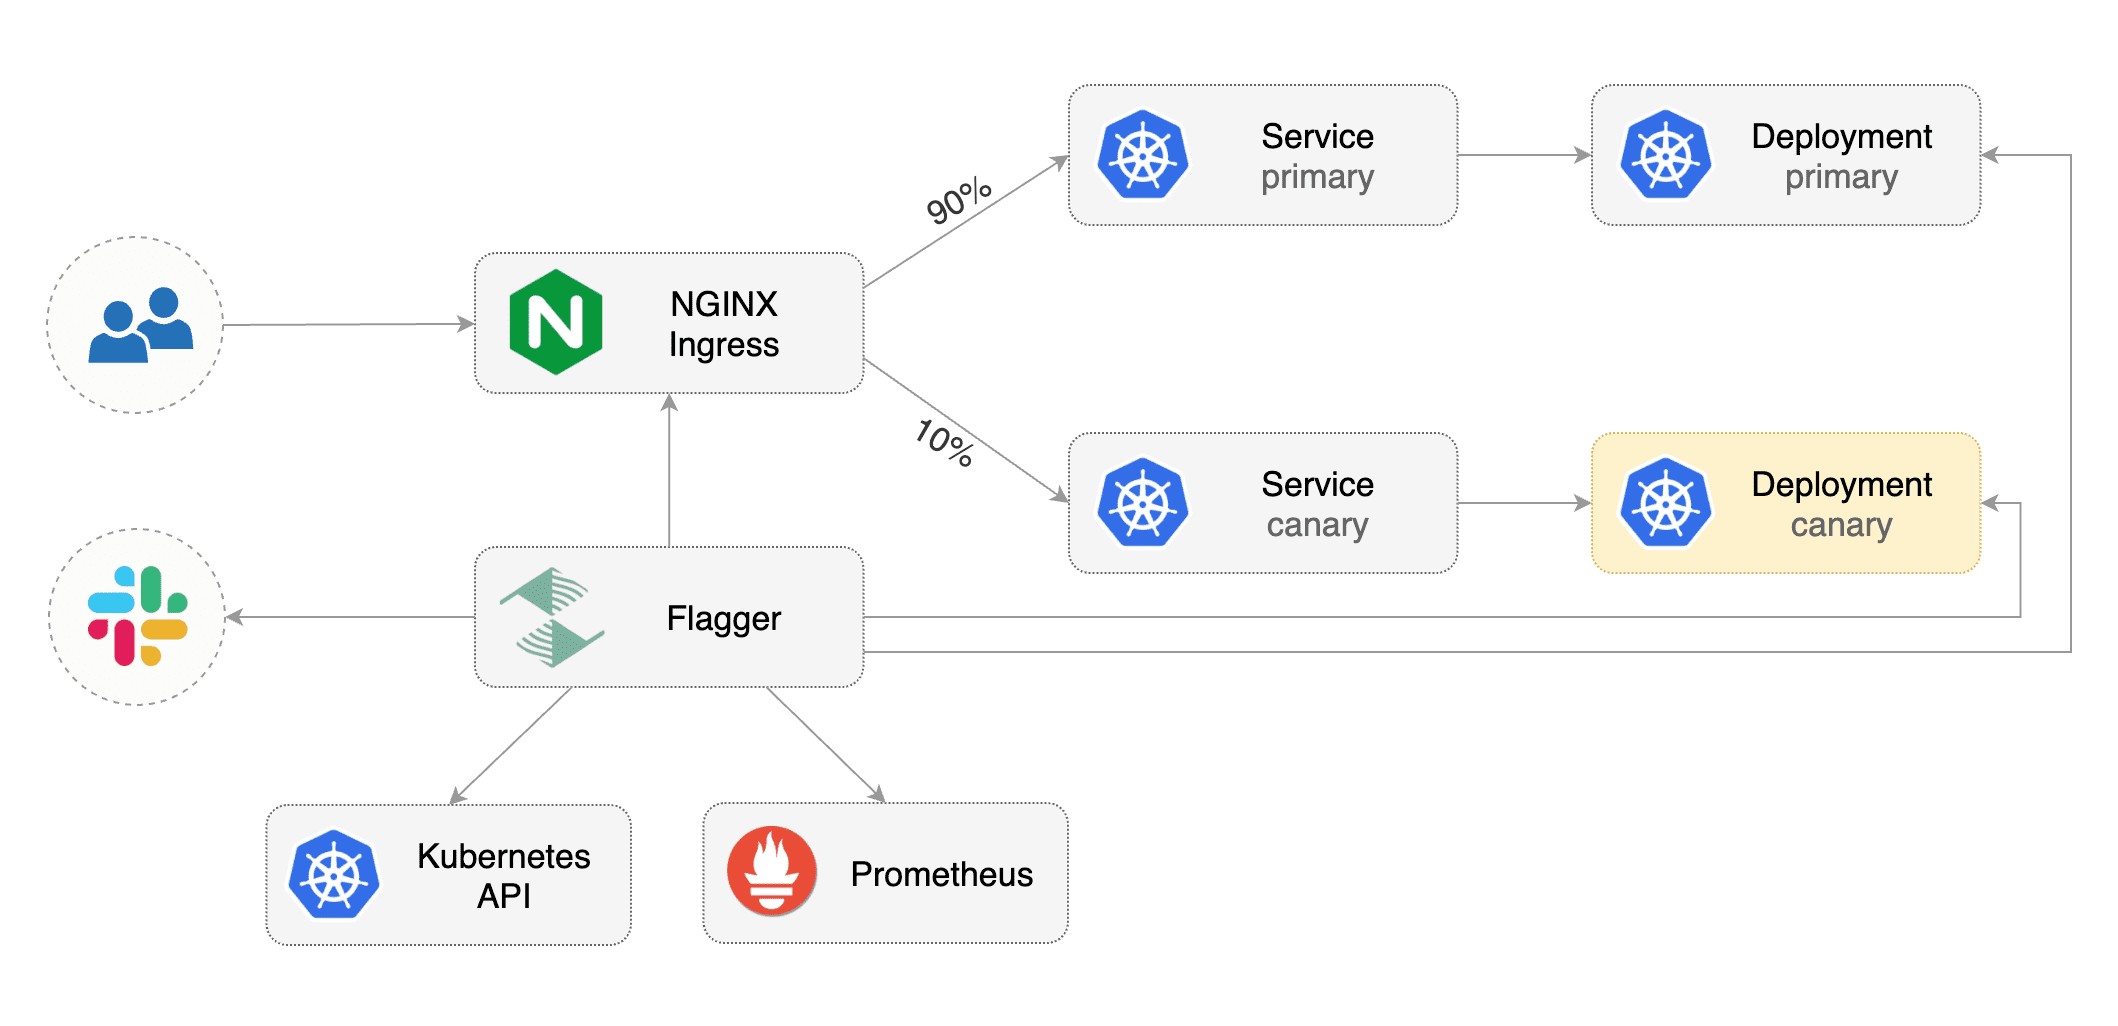 Service
primary
Deployment
primary
90%
NGINX
Ingress
10%
Service
canary
Deployment
canary
Flagger
Kubernetes
API
Prometheus